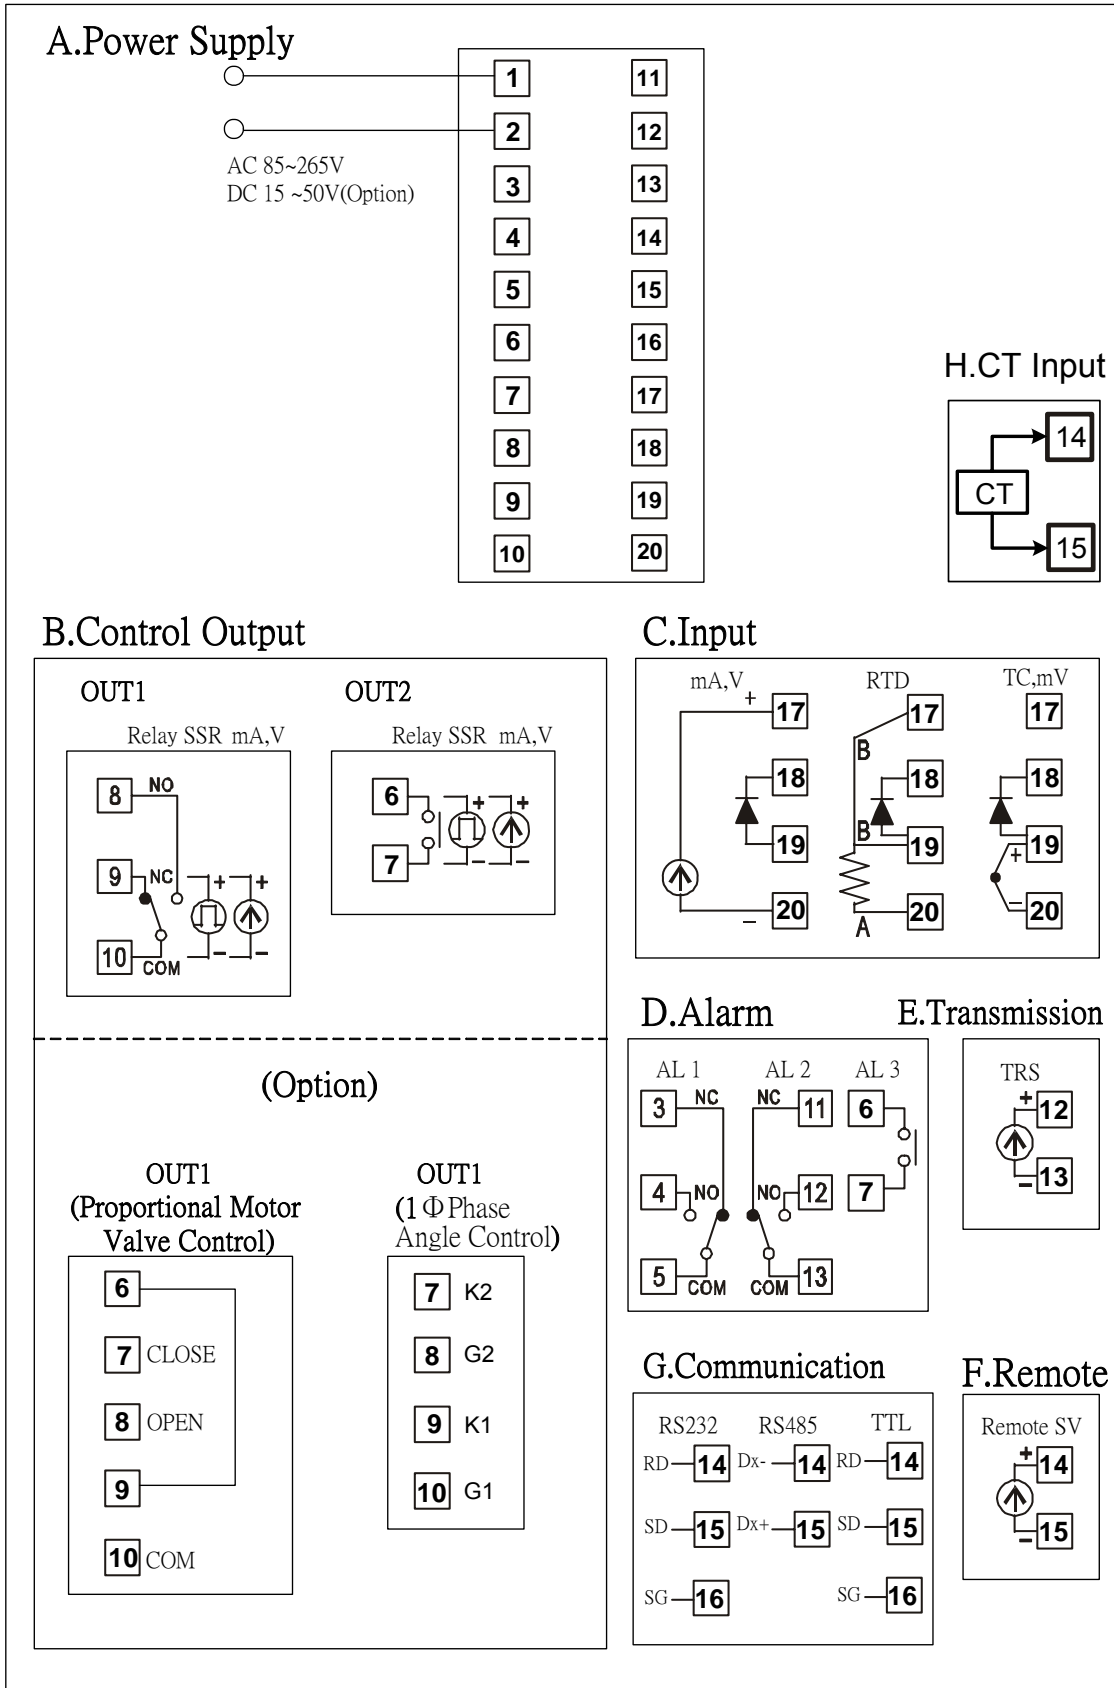 A.Power Supply
AC 85~265V
DC 15 ~50V(Option)
1 11
2 12
3 13
4 14
5 15
6 16
7 17
8 18
9 19
10 20
H.CT Input
14
CT
15
B.Control Output
OUT1
Relay SSR mA,V
8 NO
9 NC + +
10 COM - -
OUT2
Relay SSR mA,V
6 + +
7 - -
(Option)
OUT1
(Proportional Motor
Valve Control)
6
7 CLOSE
8 OPEN
9
10 COM
OUT1
(1ΦPhase
Angle Control)
7 K2
8 G2
9 K1
10 G1
C.Input
mA,V
+ 17
18
19
- 20
RTD
17
B
18
B
19
20
A
TC,mV
17
18
19
+
- 20
D.Alarm
AL 1
3 NC
4 NO
5 COM
AL 2
NC 11
NO 12
COM 13
AL 3
6
7
E.Transmission
TRS
+ 12
- 13
G.Communication
RS232
RD 14
SD 15
SG 16
RS485
Dx- 14
Dx+ 15
TTL
RD 14
SD 15
SG 16
F.Remote
Remote SV
+ 14
- 15